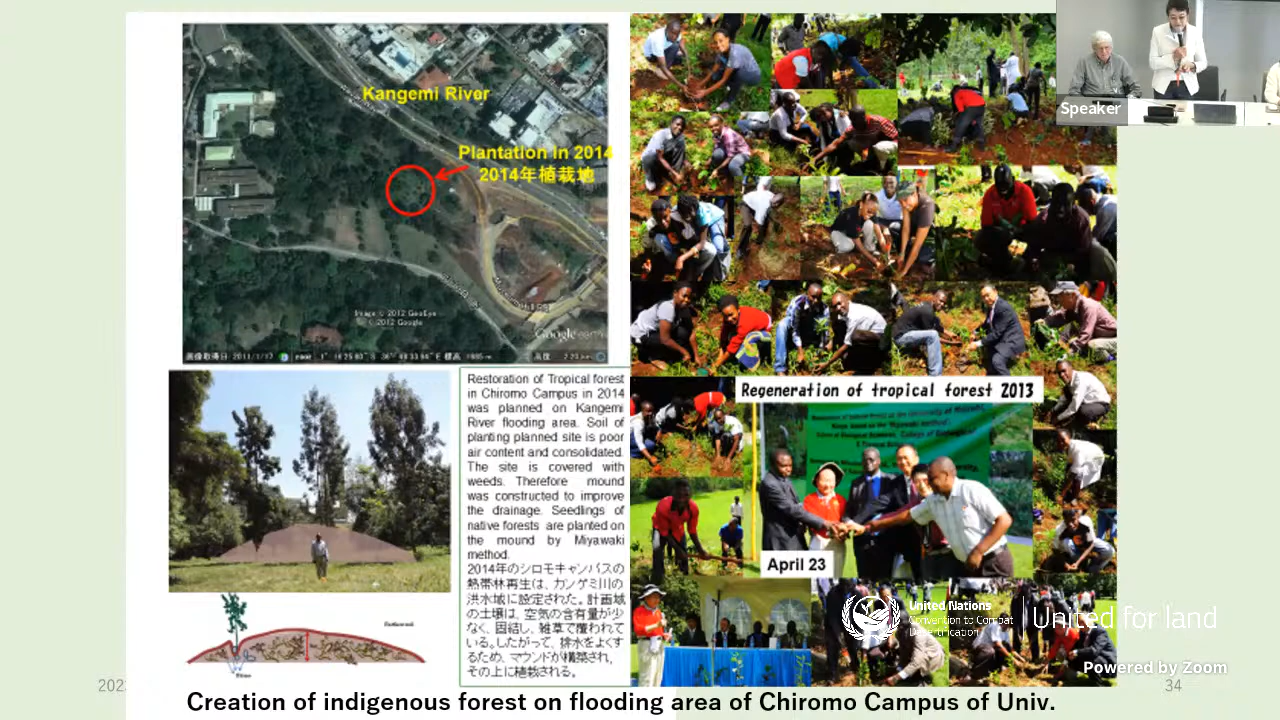 Kangemi River
Plantation in 2014
2014年植栽地
Image © 2012 GeoEye
© 2012 Google
Google earth
Speaker
Restoration of Tropical forest
in Chiromo Campus in 2014
was planned on Kangemi
River flooding area. Soil of
planting planned site is poor
air content and consolidated.
The site is covered with
weeds. Therefore mound
was constructed to improve
the drainage. Seedlings of
native forests are planted on
the mound by Miyawaki
method.
2014年のシロモキャンパスの
熱帯林再生は、カンゲミ川の
洪水域に設定された。計画域
の土壌は、空気の含有量が少
なく、固結し、雑草で覆われて
いる。したがって、排水をよくす
るため、マウンドが構築され、
その上に植栽される。
Regeneration of tropical forest 2013
April 23
United Nations
Convention to Combat
Desertification
United for land
Powered by Zoom
202
34
Creation of indigenous forest on flooding area of Chiromo Campus of Univ.